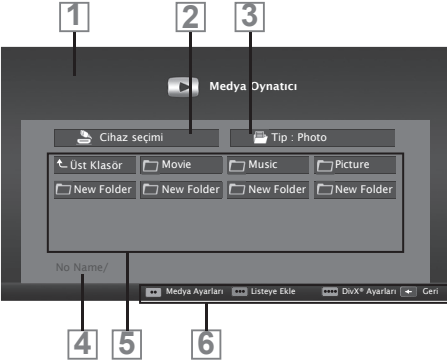 1 2 3
Medya Oynatıcı
Cihaz seçimi Tip : Photo
Üst Klasör Movie Music Picture
New Folder New Folder New Folder New Folder
No Name/
Medya Ayarları Listeye Ekle DivX® Ayarları Geri
4 5 6